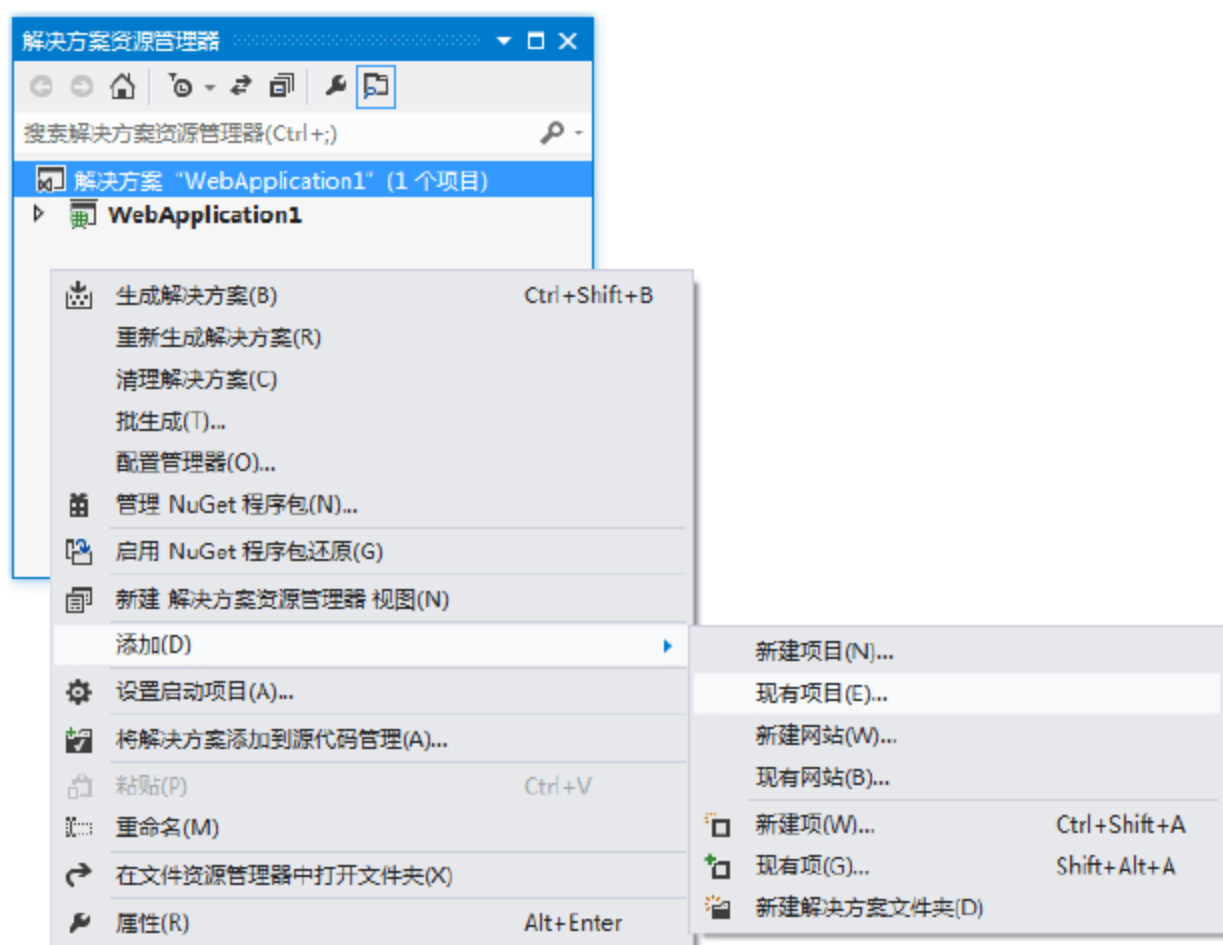 解决方案资源管理器
搜索解决方案资源管理器(Ctrl+;)
解决方案 "WebApplication1" (1 个项目)
WebApplication1
生成解决方案(B) Ctrl+Shift+B
重新生成解决方案(R)
清理解决方案(C)
批生成(T)...
配置管理器(O)...
管理 NuGet 程序包(N)...
启用 NuGet 程序包还原(G)
新建 解决方案资源管理器 视图(N)
添加(D)
设置启动项目(A)...
将解决方案添加到源代码管理(A)...
粘贴(P) Ctrl+V
重命名(M)
在文件资源管理器中打开文件夹(X)
属性(R) Alt+Enter
新建项目(N)...
现有项目(E)...
新建网站(W)...
现有网站(B)...
新建项(W)... Ctrl+Shift+A
现有项(G)... Shift+Alt+A
新建解决方案文件夹(D)